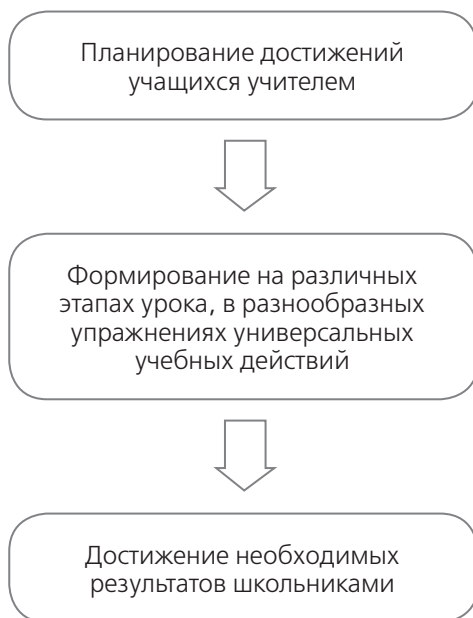 Планирование достижений
учащихся учителем
Формирование на различных
этапах урока, в разнообразных
упражнениях универсальных
учебных действий
Достижение необходимых
результатов школьниками